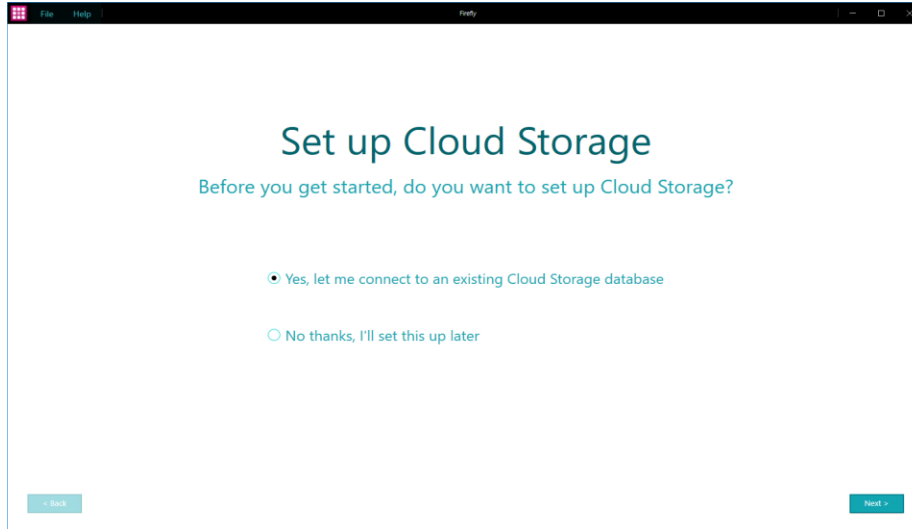 File Help Firefly
Set up Cloud Storage
Before you get started, do you want to set up Cloud Storage?
Yes, let me connect to an existing Cloud Storage database
No thanks, I'll set this up later
< Back Next >